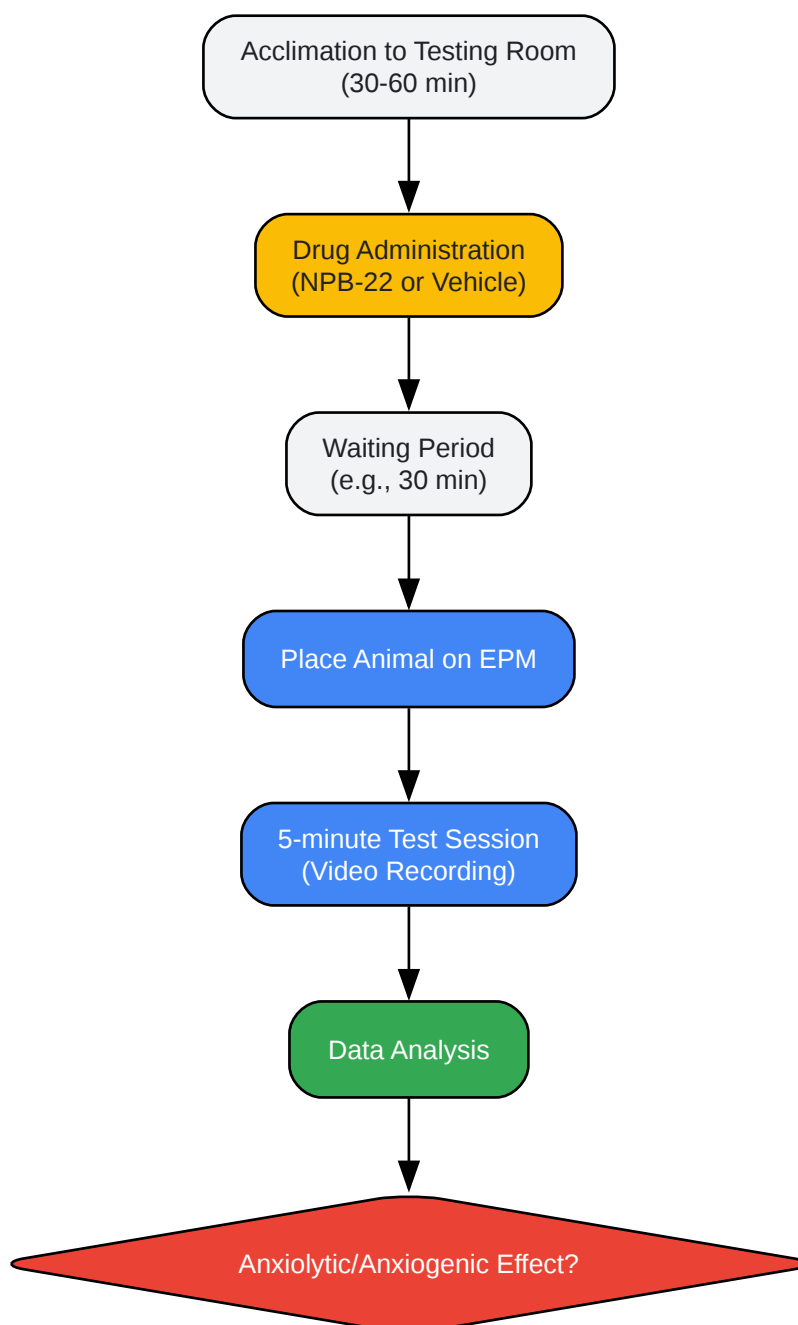 Acclimation to Testing Room
(30-60 min)
Drug Administration
(NPB-22 or Vehicle)
Waiting Period
(e.g., 30 min)
Place Animal on EPM
5-minute Test Session
(Video Recording)
Data Analysis
Anxiolytic/Anxiogenic Effect?